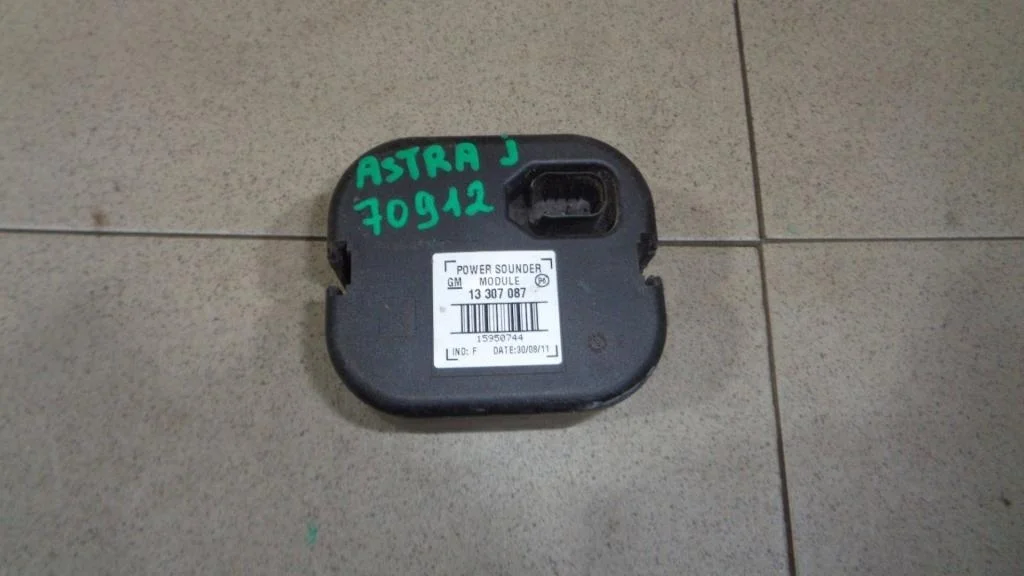 ASTRA J
70912
POWER SOUNDER
GM MODULE
13 307 087
15950744
IND: F DATE:30/08/11